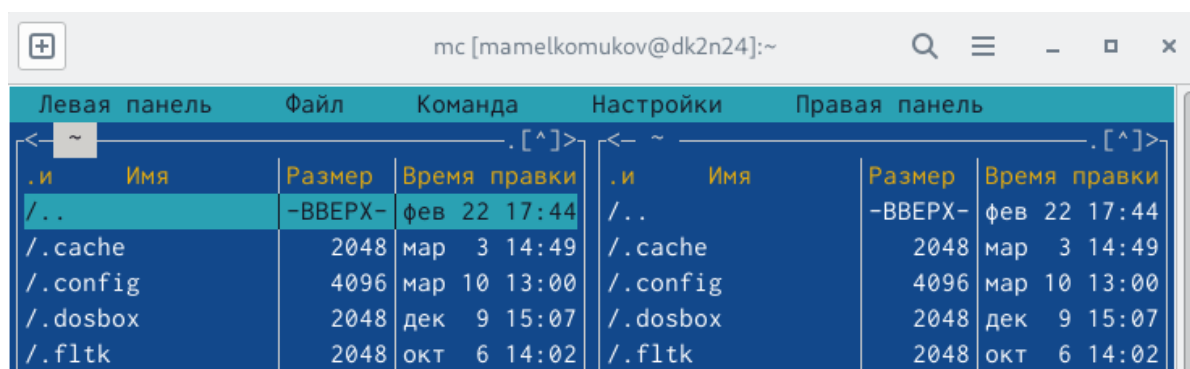 mc [mamelkomukov@dk2n24]:~
Левая панель Файл Команда Настройки Правая панель
<— ~ .[^]> <— ~ .[^]>
.и Имя Размер Время правки .и Имя Размер Время правки
/.. -ВВЕРХ- фев 22 17:44 /.. -ВВЕРХ- фев 22 17:44
/.cache 2048 мар 3 14:49 /.cache 2048 мар 3 14:49
/.config 4096 мар 10 13:00 /.config 4096 мар 10 13:00
/.dosbox 2048 дек 9 15:07 /.dosbox 2048 дек 9 15:07
/.fltk 2048 окт 6 14:02 /.fltk 2048 окт 6 14:02